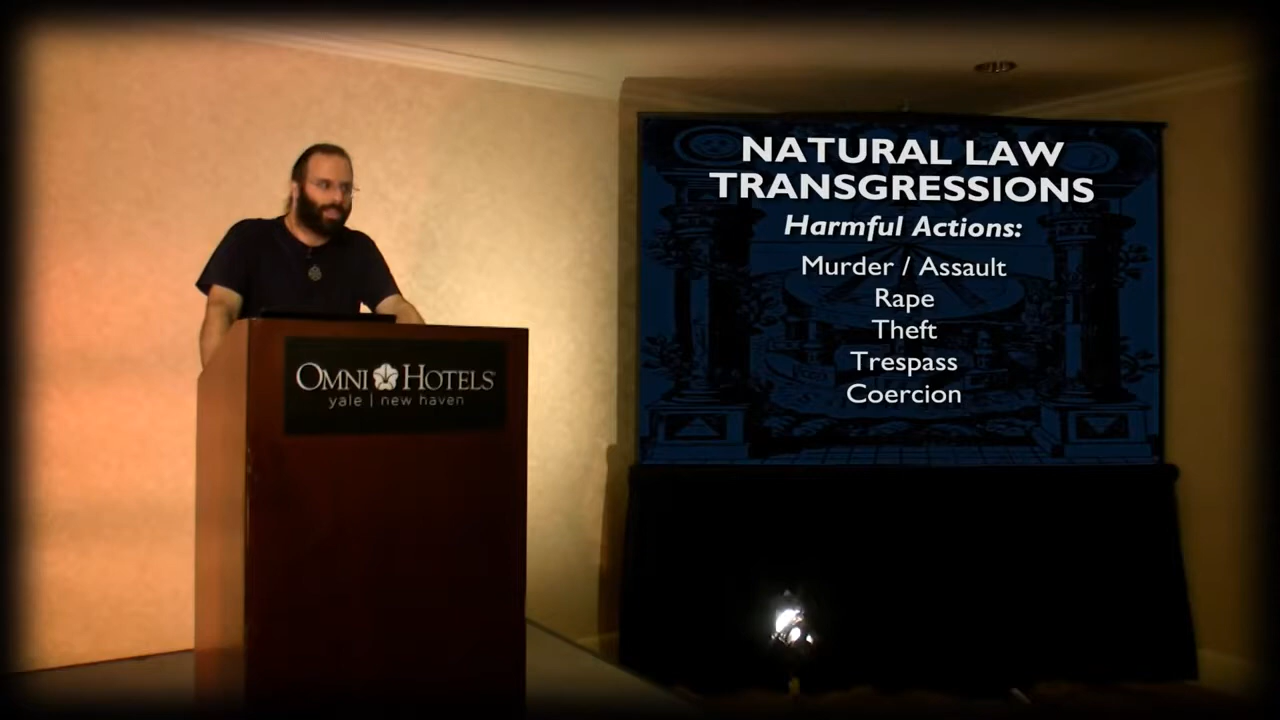 NATURAL LAW
TRANSGRESSIONS
Harmful Actions:
Murder / Assault
Rape
Theft
Trespass
Coercion
OMNI HOTELS
yale | new haven